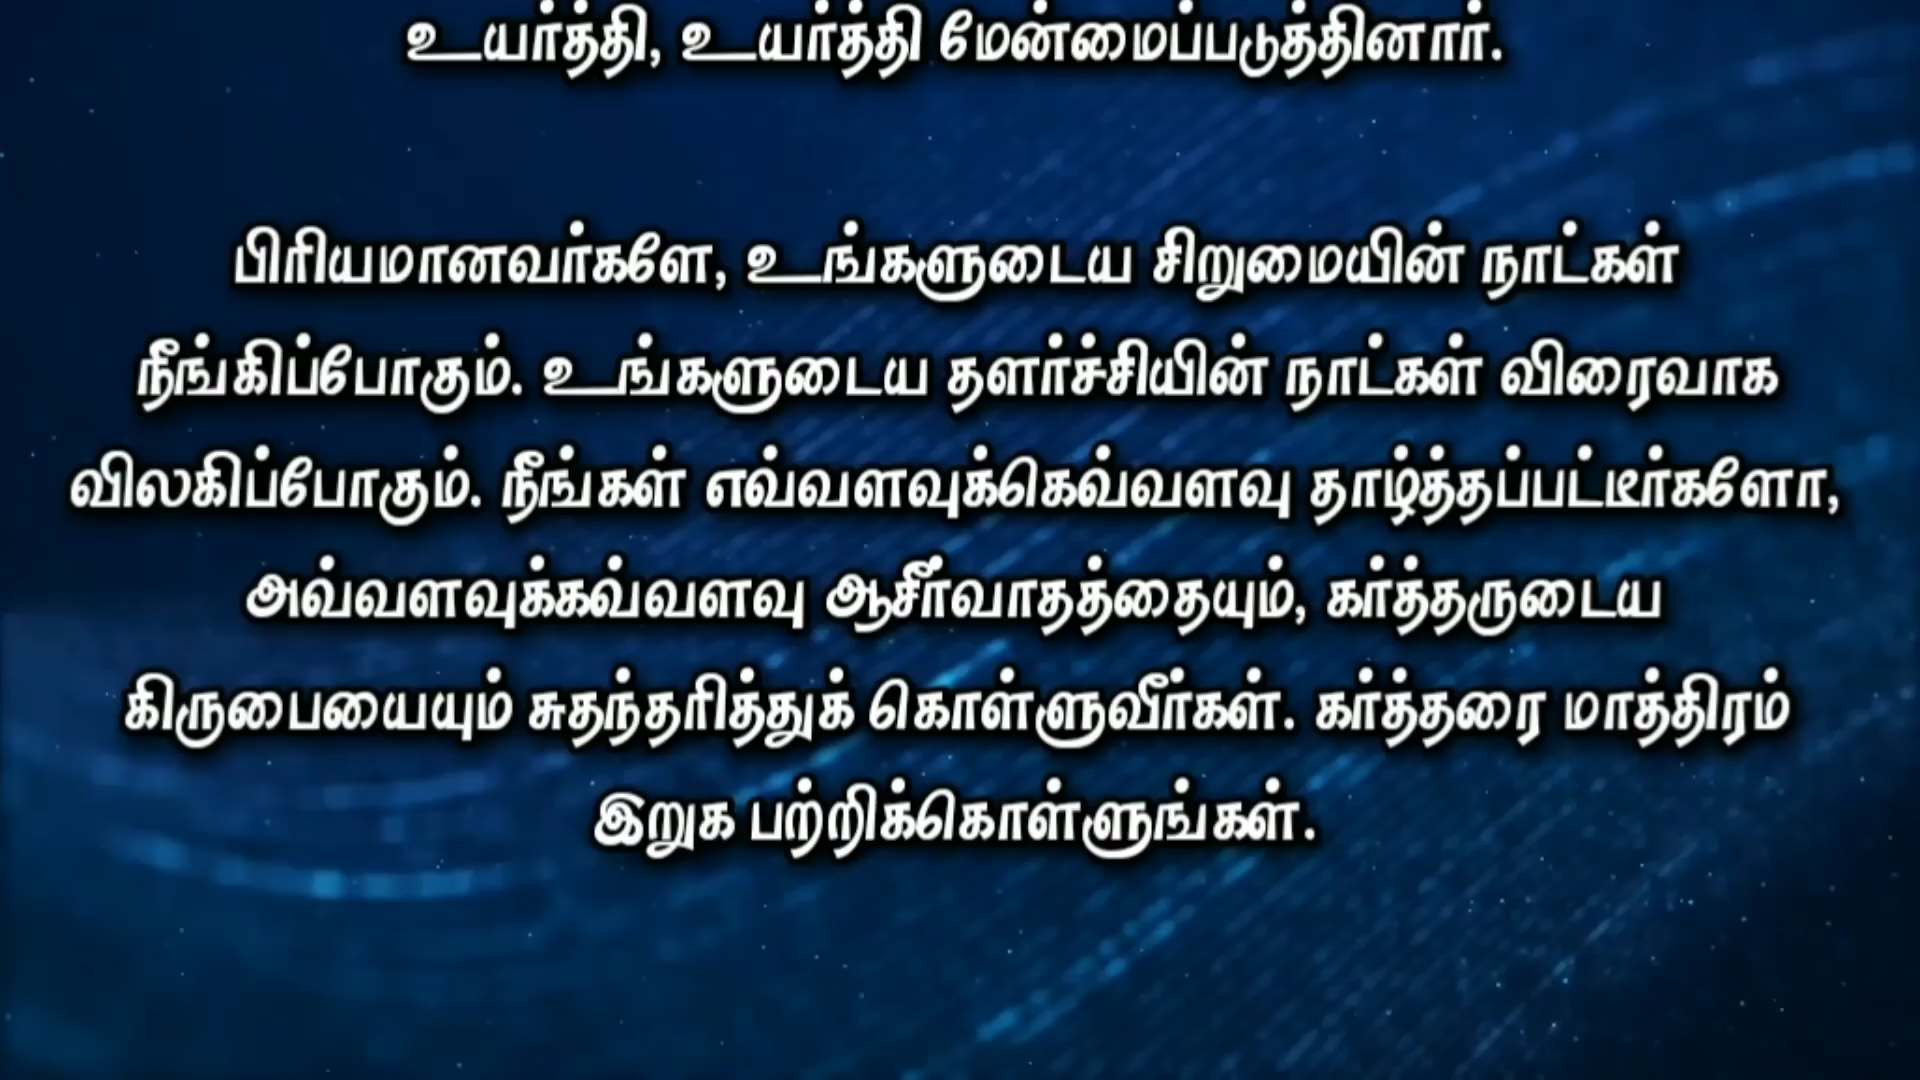 உயர்த்தி, உயர்த்தி மேன்மைப்படுத்தினார்.
பிரியமானவர்களே, உங்களுடைய சிறுமையின் நாட்கள்
நீங்கிப்போகும். உங்களுடைய தளர்ச்சியின் நாட்கள் விரைவாக
விலகிப்போகும். நீங்கள் எவ்வளவுக்கெவ்வளவு தாழ்த்தப்பட்டீர்களோ,
அவ்வளவுக்கவ்வளவு ஆசீர்வாதத்தையும், கர்த்தருடைய
கிருபையையும் சுதந்தரித்துக் கொள்ளுவீர்கள். கர்த்தரை மாத்திரம்
இறுக பற்றிக்கொள்ளுங்கள்.